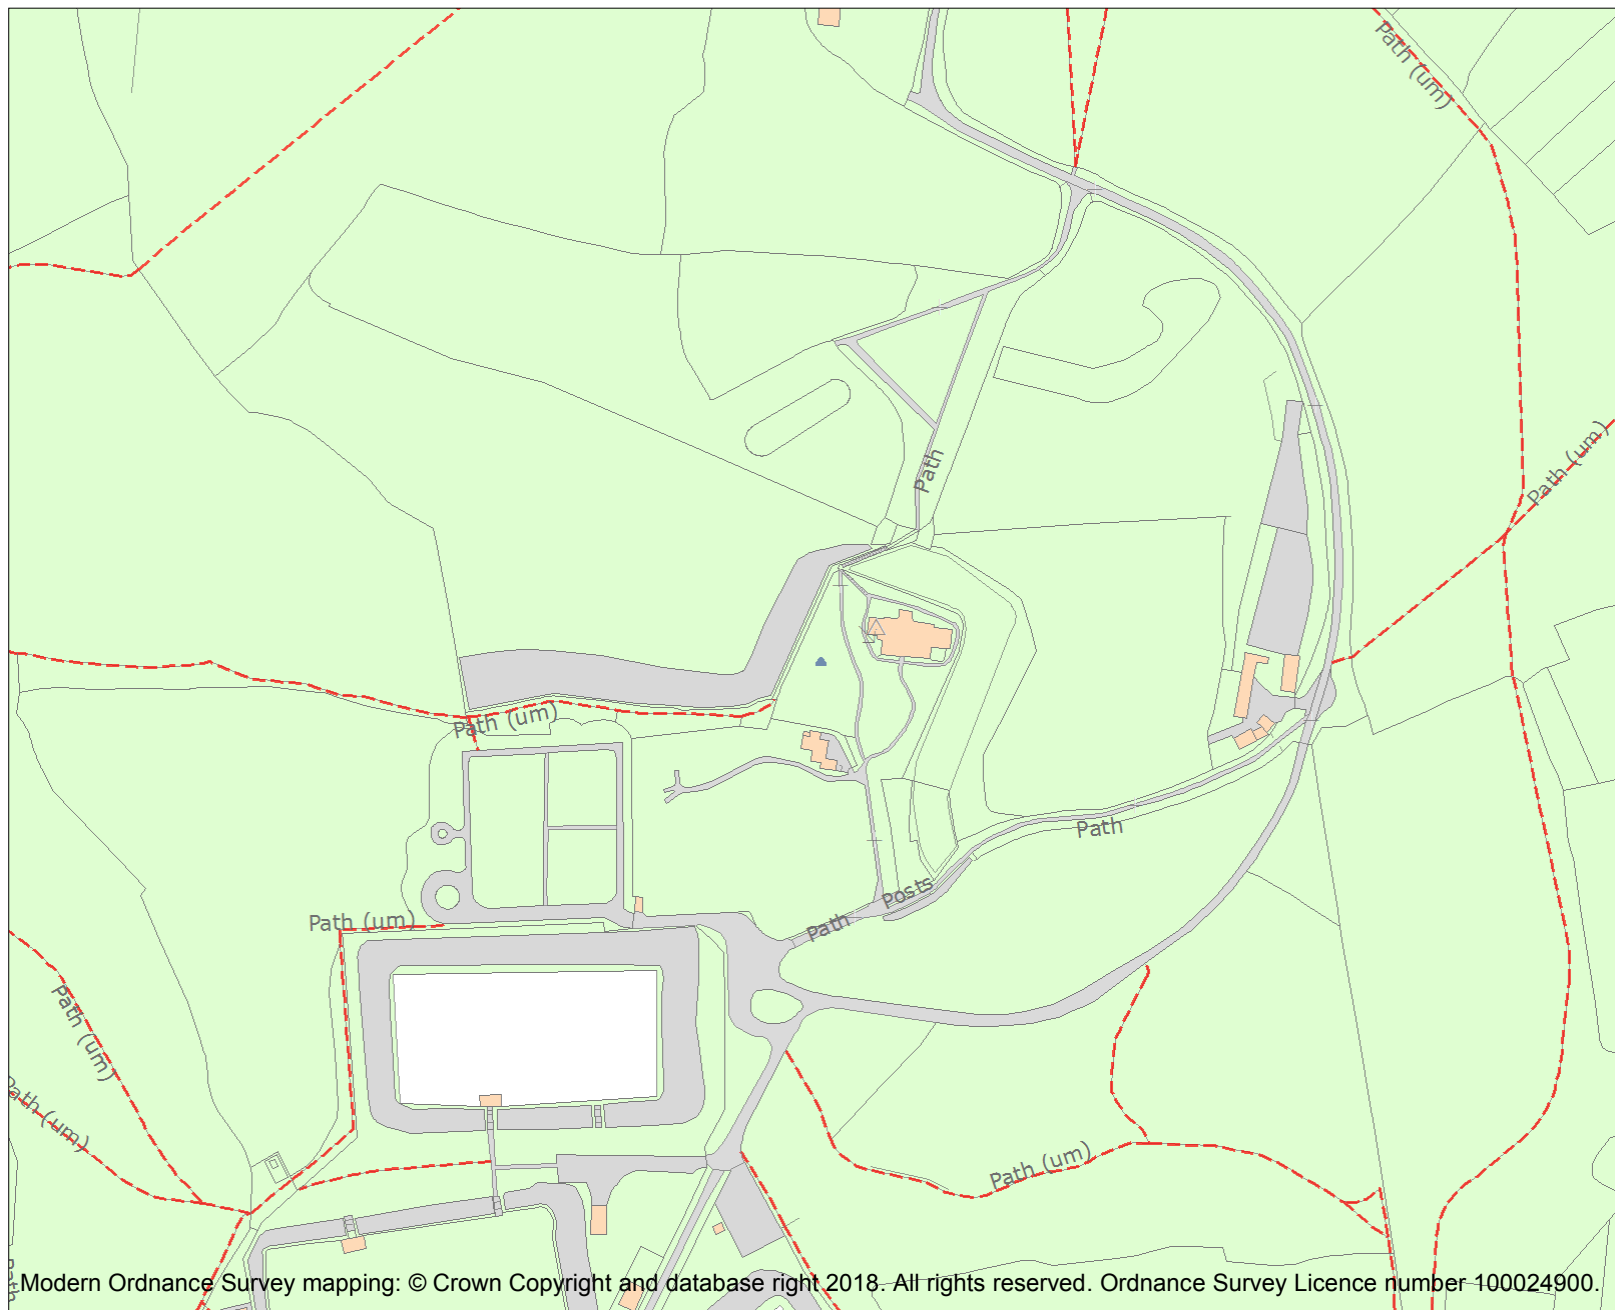 Path (um)
Path
Path (um)
Path (um)
Path
Posts
Path
Path (um)
Path (um)
Path (um)
Path (um)
Path
Modern Ordnance Survey mapping: © Crown Copyright and database right 2018. All rights reserved. Ordnance Survey Licence number 100024900.